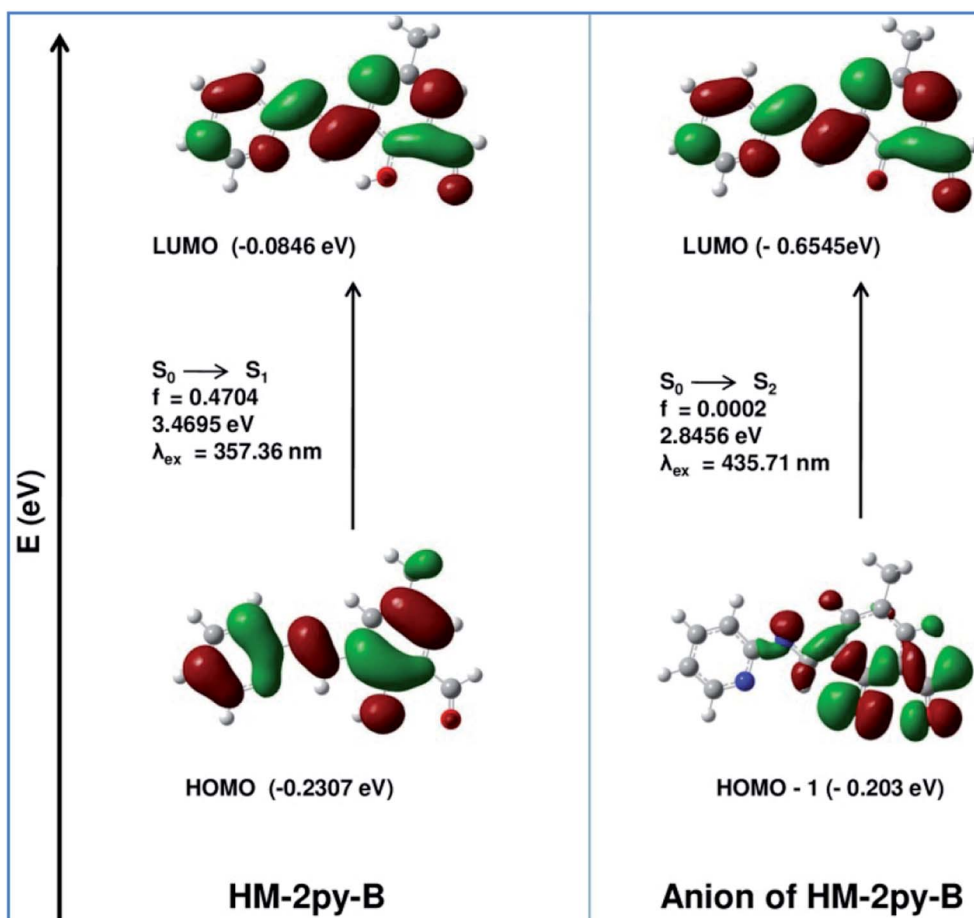 E (eV)
LUMO (-0.0846 eV)
S₀ ⟶ S₁
f = 0.4704
3.4695 eV
λex = 357.36 nm
HOMO (-0.2307 eV)
HM-2py-B
LUMO (- 0.6545eV)
S₀ ⟶ S₂
f = 0.0002
2.8456 eV
λex = 435.71 nm
HOMO - 1 (- 0.203 eV)
Anion of HM-2py-B